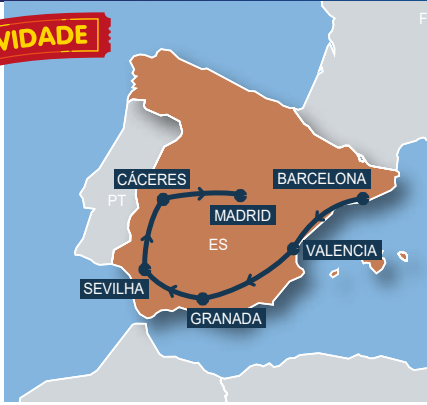 VIDADE
F
CÁCERES
BARCELONA
PT
MADRID
ES
VALENCIA
SEVILHA
GRANADA